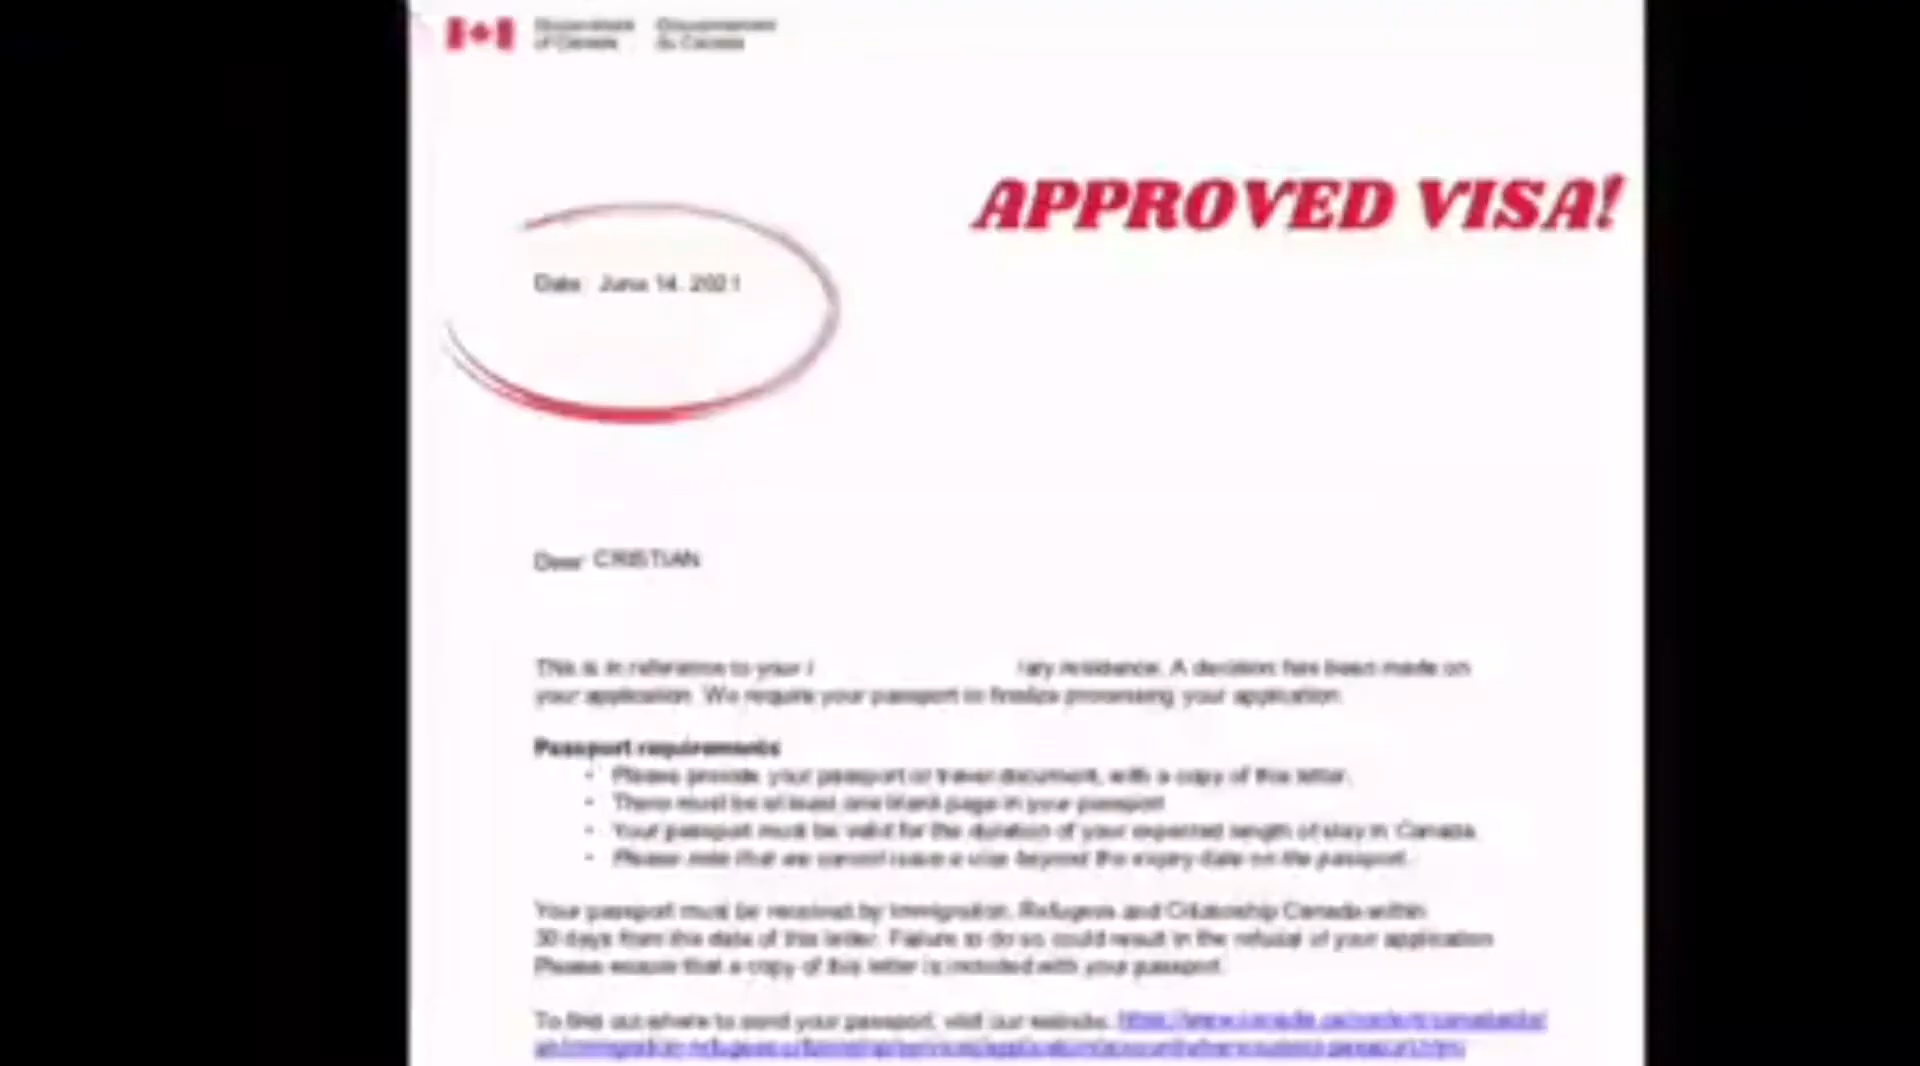 Government
of Canada
Gouvernement
du Canada
APPROVED VISA!
Date: June 14, 2021
Dear CRISTIAN
This is in reference to your
ary residence. A decision has been made on
your application. We require your passport to finalize processing your application.
Passport requirements
• Please provide your passport or travel document, with a copy of this letter.
• There must be at least one blank page in your passport
• Your passport must be valid for the duration of your expected length of stay in Canada.
• Please note that we cannot issue a visa beyond the expiry date on the passport.
Your passport must be received by Immigration, Refugees and Citizenship Canada within
30 days from the date of this letter. Failure to do so could result in the refusal of your application.
Please ensure that a copy of this letter is included with your passport.
To find out where to send your passport, visit our website: